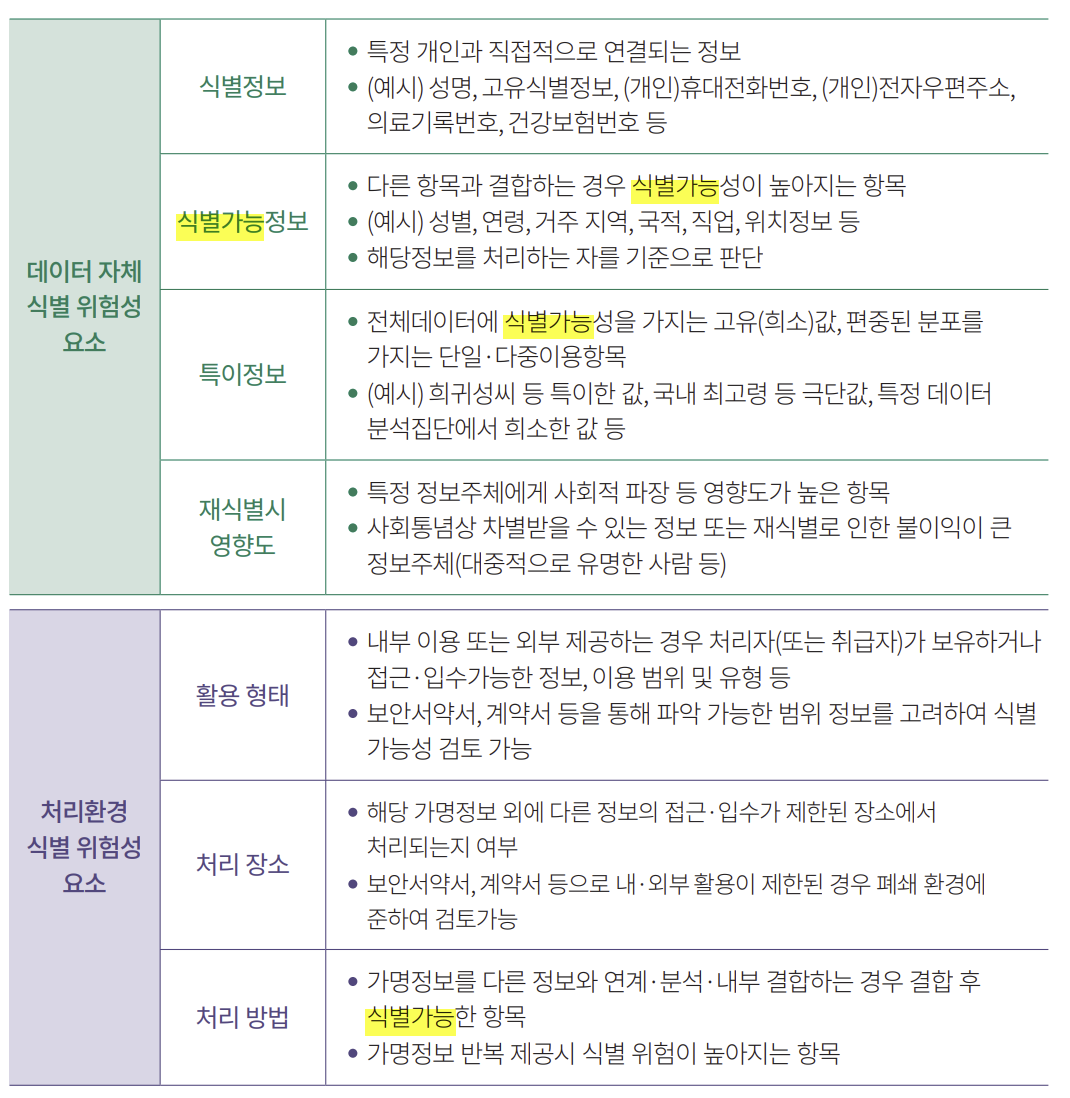 데이터 자체
식별 위험성
요소
식별정보
• 특정 개인과 직접적으로 연결되는 정보
• (예시) 성명, 고유식별정보, (개인)휴대전화번호, (개인)전자우편주소,
의료기록번호, 건강보험번호 등
식별가능정보
• 다른 항목과 결합하는 경우 식별가능성이 높아지는 항목
• (예시) 성별, 연령, 거주 지역, 국적, 직업, 위치정보 등
• 해당정보를 처리하는 자를 기준으로 판단
특이정보
• 전체데이터에 식별가능성을 가지는 고유(희소)값, 편중된 분포를
가지는 단일·다중이용항목
• (예시) 희귀성씨 등 특이한 값, 국내 최고령 등 극단값, 특정 데이터
분석집단에서 희소한 값 등
재식별시
영향도
• 특정 정보주체에게 사회적 파장 등 영향도가 높은 항목
• 사회통념상 차별받을 수 있는 정보 또는 재식별로 인한 불이익이 큰
정보주체(대중적으로 유명한 사람 등)
처리환경
식별 위험성
요소
활용 형태
• 내부 이용 또는 외부 제공하는 경우 처리자(또는 취급자)가 보유하거나
접근·입수가능한 정보, 이용 범위 및 유형 등
• 보안서약서, 계약서 등을 통해 파악 가능한 범위 정보를 고려하여 식별
가능성 검토 가능
처리 장소
• 해당 가명정보 외에 다른 정보의 접근·입수가 제한된 장소에서
처리되는지 여부
• 보안서약서, 계약서 등으로 내·외부 활용이 제한된 경우 폐쇄 환경에
준하여 검토가능
처리 방법
• 가명정보를 다른 정보와 연계·분석·내부 결합하는 경우 결합 후
식별가능한 항목
• 가명정보 반복 제공시 식별 위험이 높아지는 항목